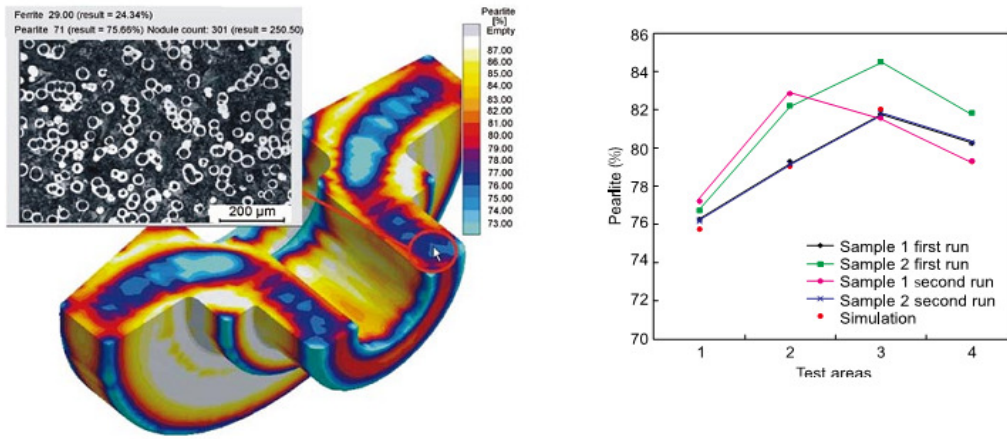 Ferrite 29.00 (result = 24.34%)
Pearlite 71 (result = 75.66%) Nodule count: 301 (result = 250.50)
200 µm
Pearlite
[%]
Empty
87.00
86.00
85.00
84.00
83.00
82.00
81.00
80.00
79.00
78.00
77.00
76.00
75.00
74.00
73.00
86
84
82
80
78
76
74
72
70
Pearlite (%)
Sample 1 first run
Sample 2 first run
Sample 1 second run
Sample 2 second run
Simulation
1 2 3 4
Test areas